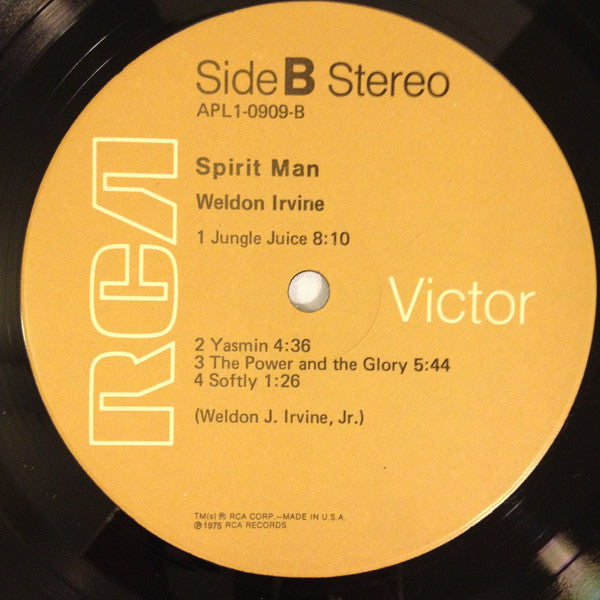 Side B Stereo
APL1-0909-B
Spirit Man
Weldon Irvine
1 Jungle Juice 8:10
RCA
Victor
2 Yasmin 4:36
3 The Power and the Glory 5:44
4 Softly 1:26
(Weldon J. Irvine, Jr.)
TM(s) ® RCA CORP.—MADE IN U.S.A.
℗1975 RCA RECORDS